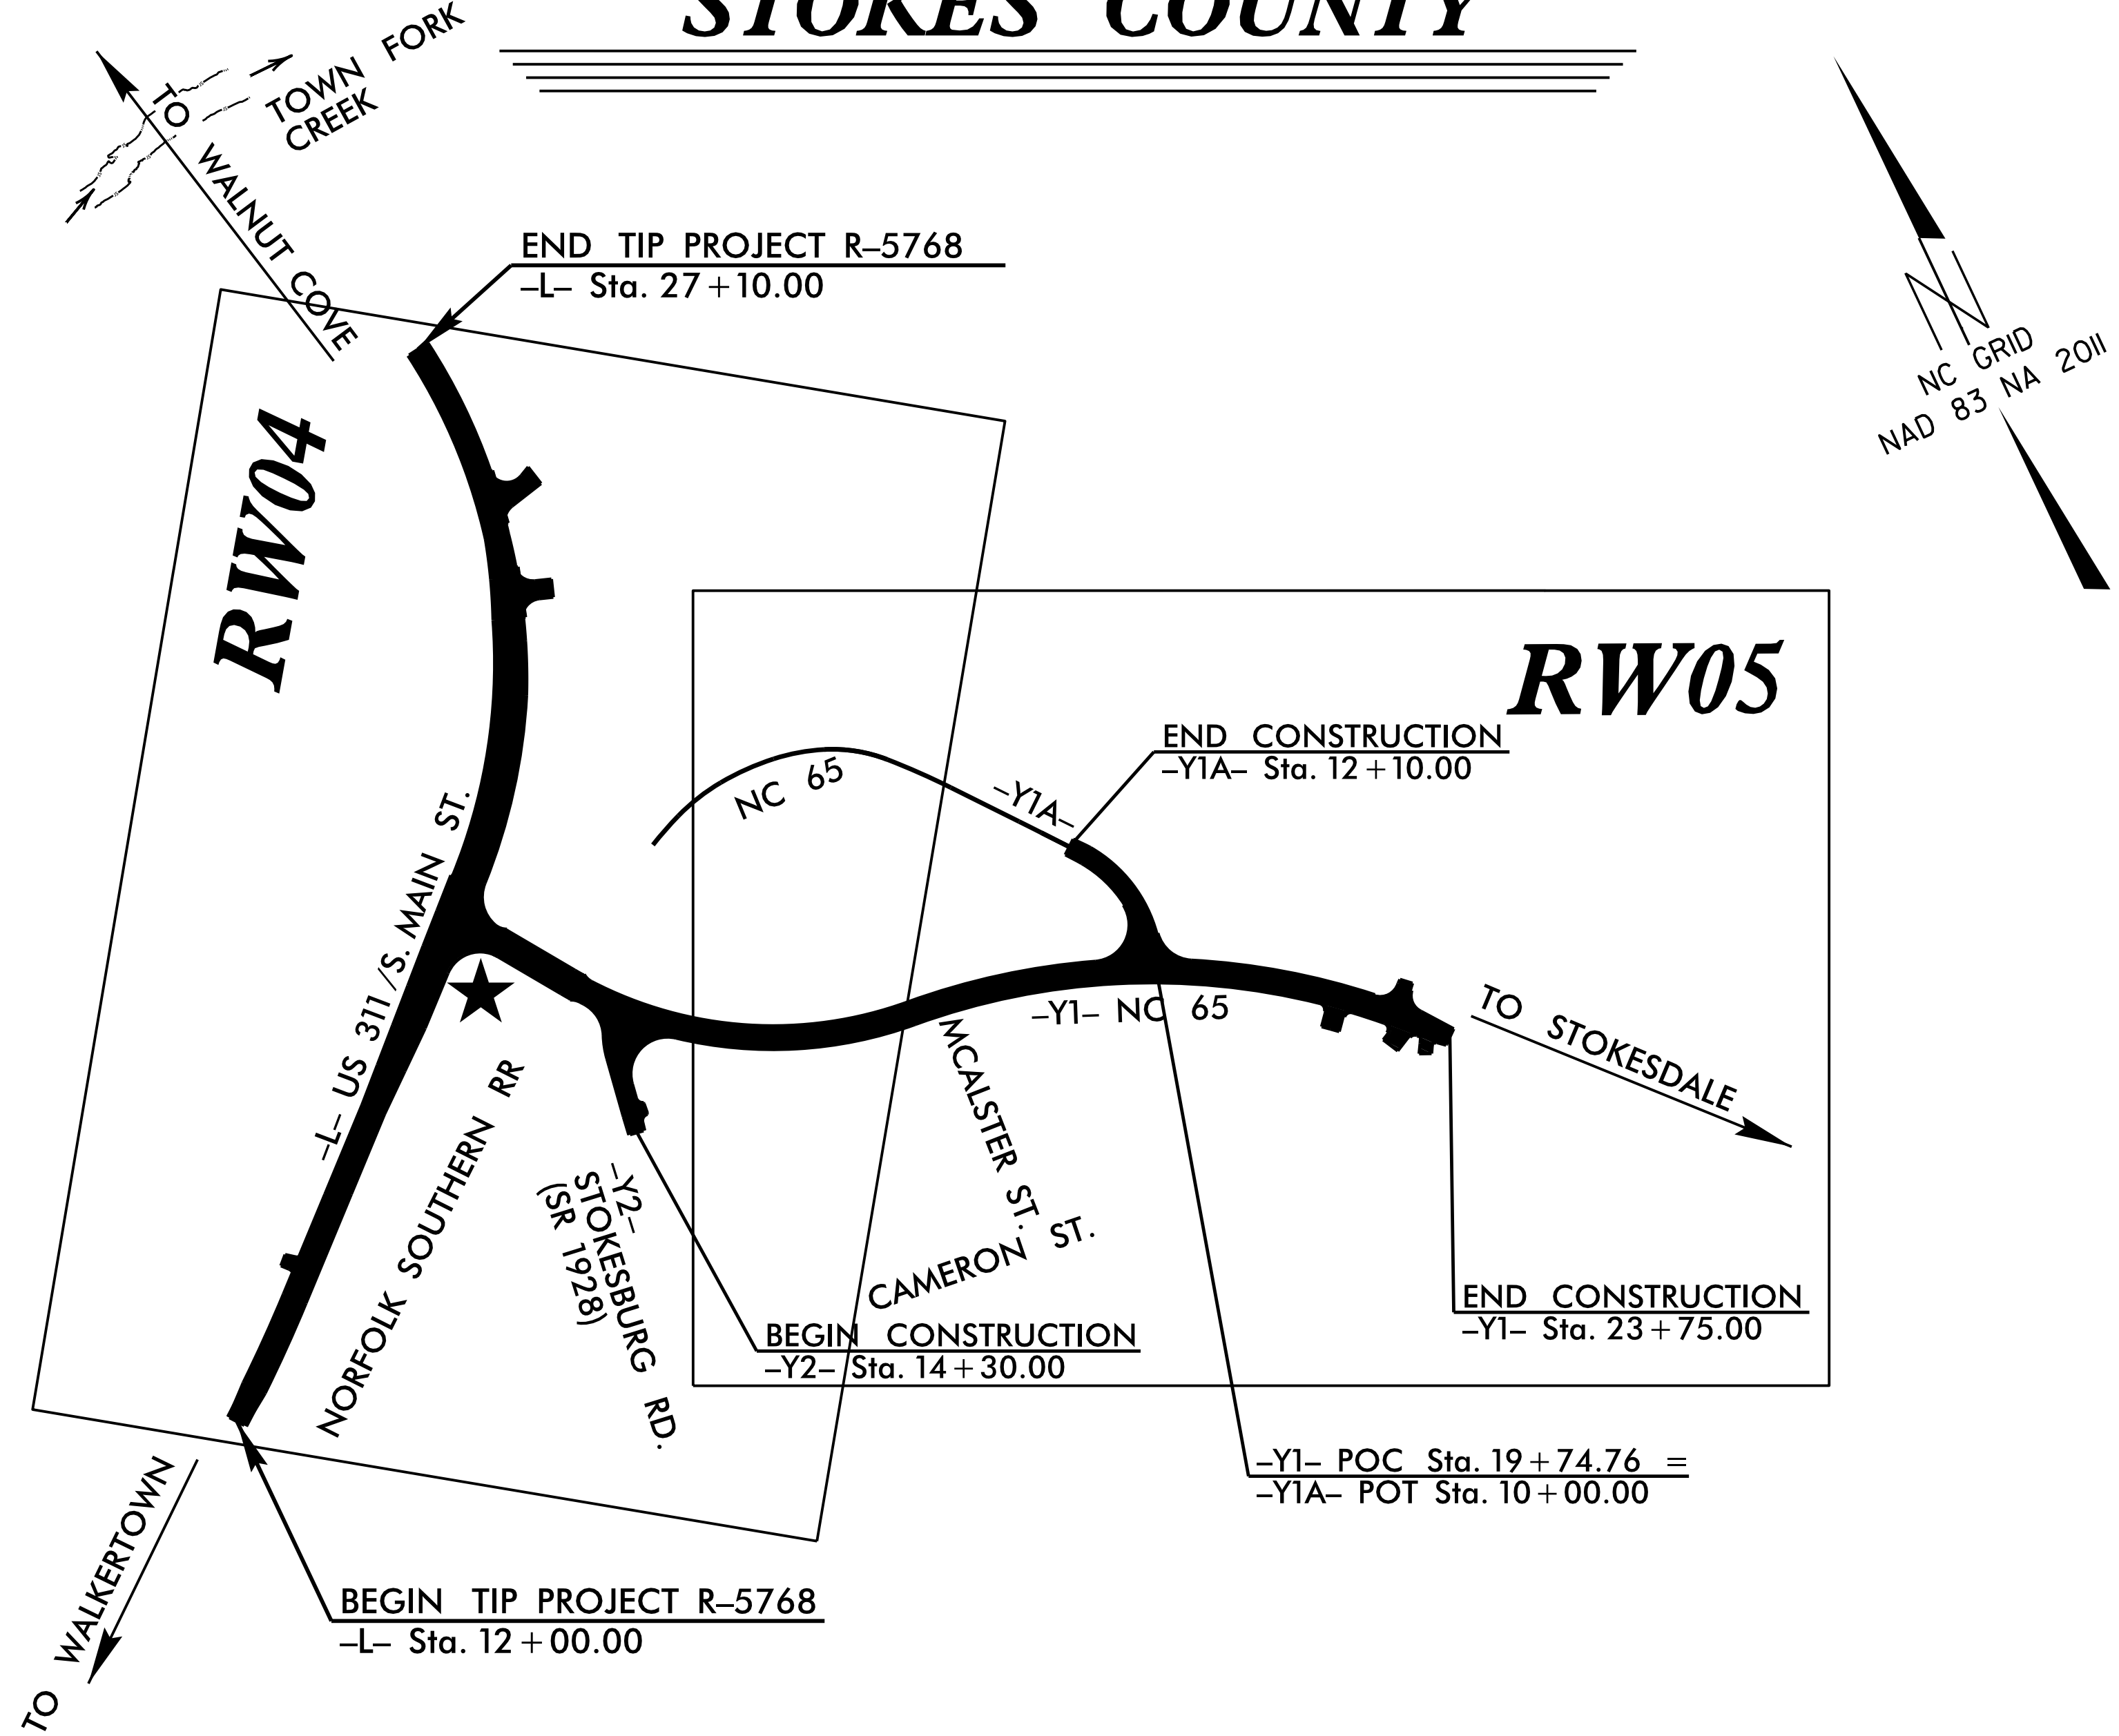 STOKES COUNTY
TO WALNUT COVE
TOWN FORK
CREEK
END TIP PROJECT R–5768
–L– Sta. 27+10.00
NC GRID
NAD 83 NA 2011
RW04
RW05
END CONSTRUCTION
–Y1A– Sta. 12+10.00
NC 65
–Y1A–
–L– US 311/S. MAIN ST.
–Y1– NC 65
TO STOKESDALE
NORFOLK SOUTHERN RR
–Y2–
STOKESBURG RD.
(SR 1928)
MCALSTER ST.
CAMERON ST.
BEGIN CONSTRUCTION
–Y2– Sta. 14+30.00
END CONSTRUCTION
–Y1– Sta. 23+75.00
–Y1– POC Sta. 19+74.76 =
–Y1A– POT Sta. 10+00.00
TO WALKERTOWN
BEGIN TIP PROJECT R–5768
–L– Sta. 12+00.00